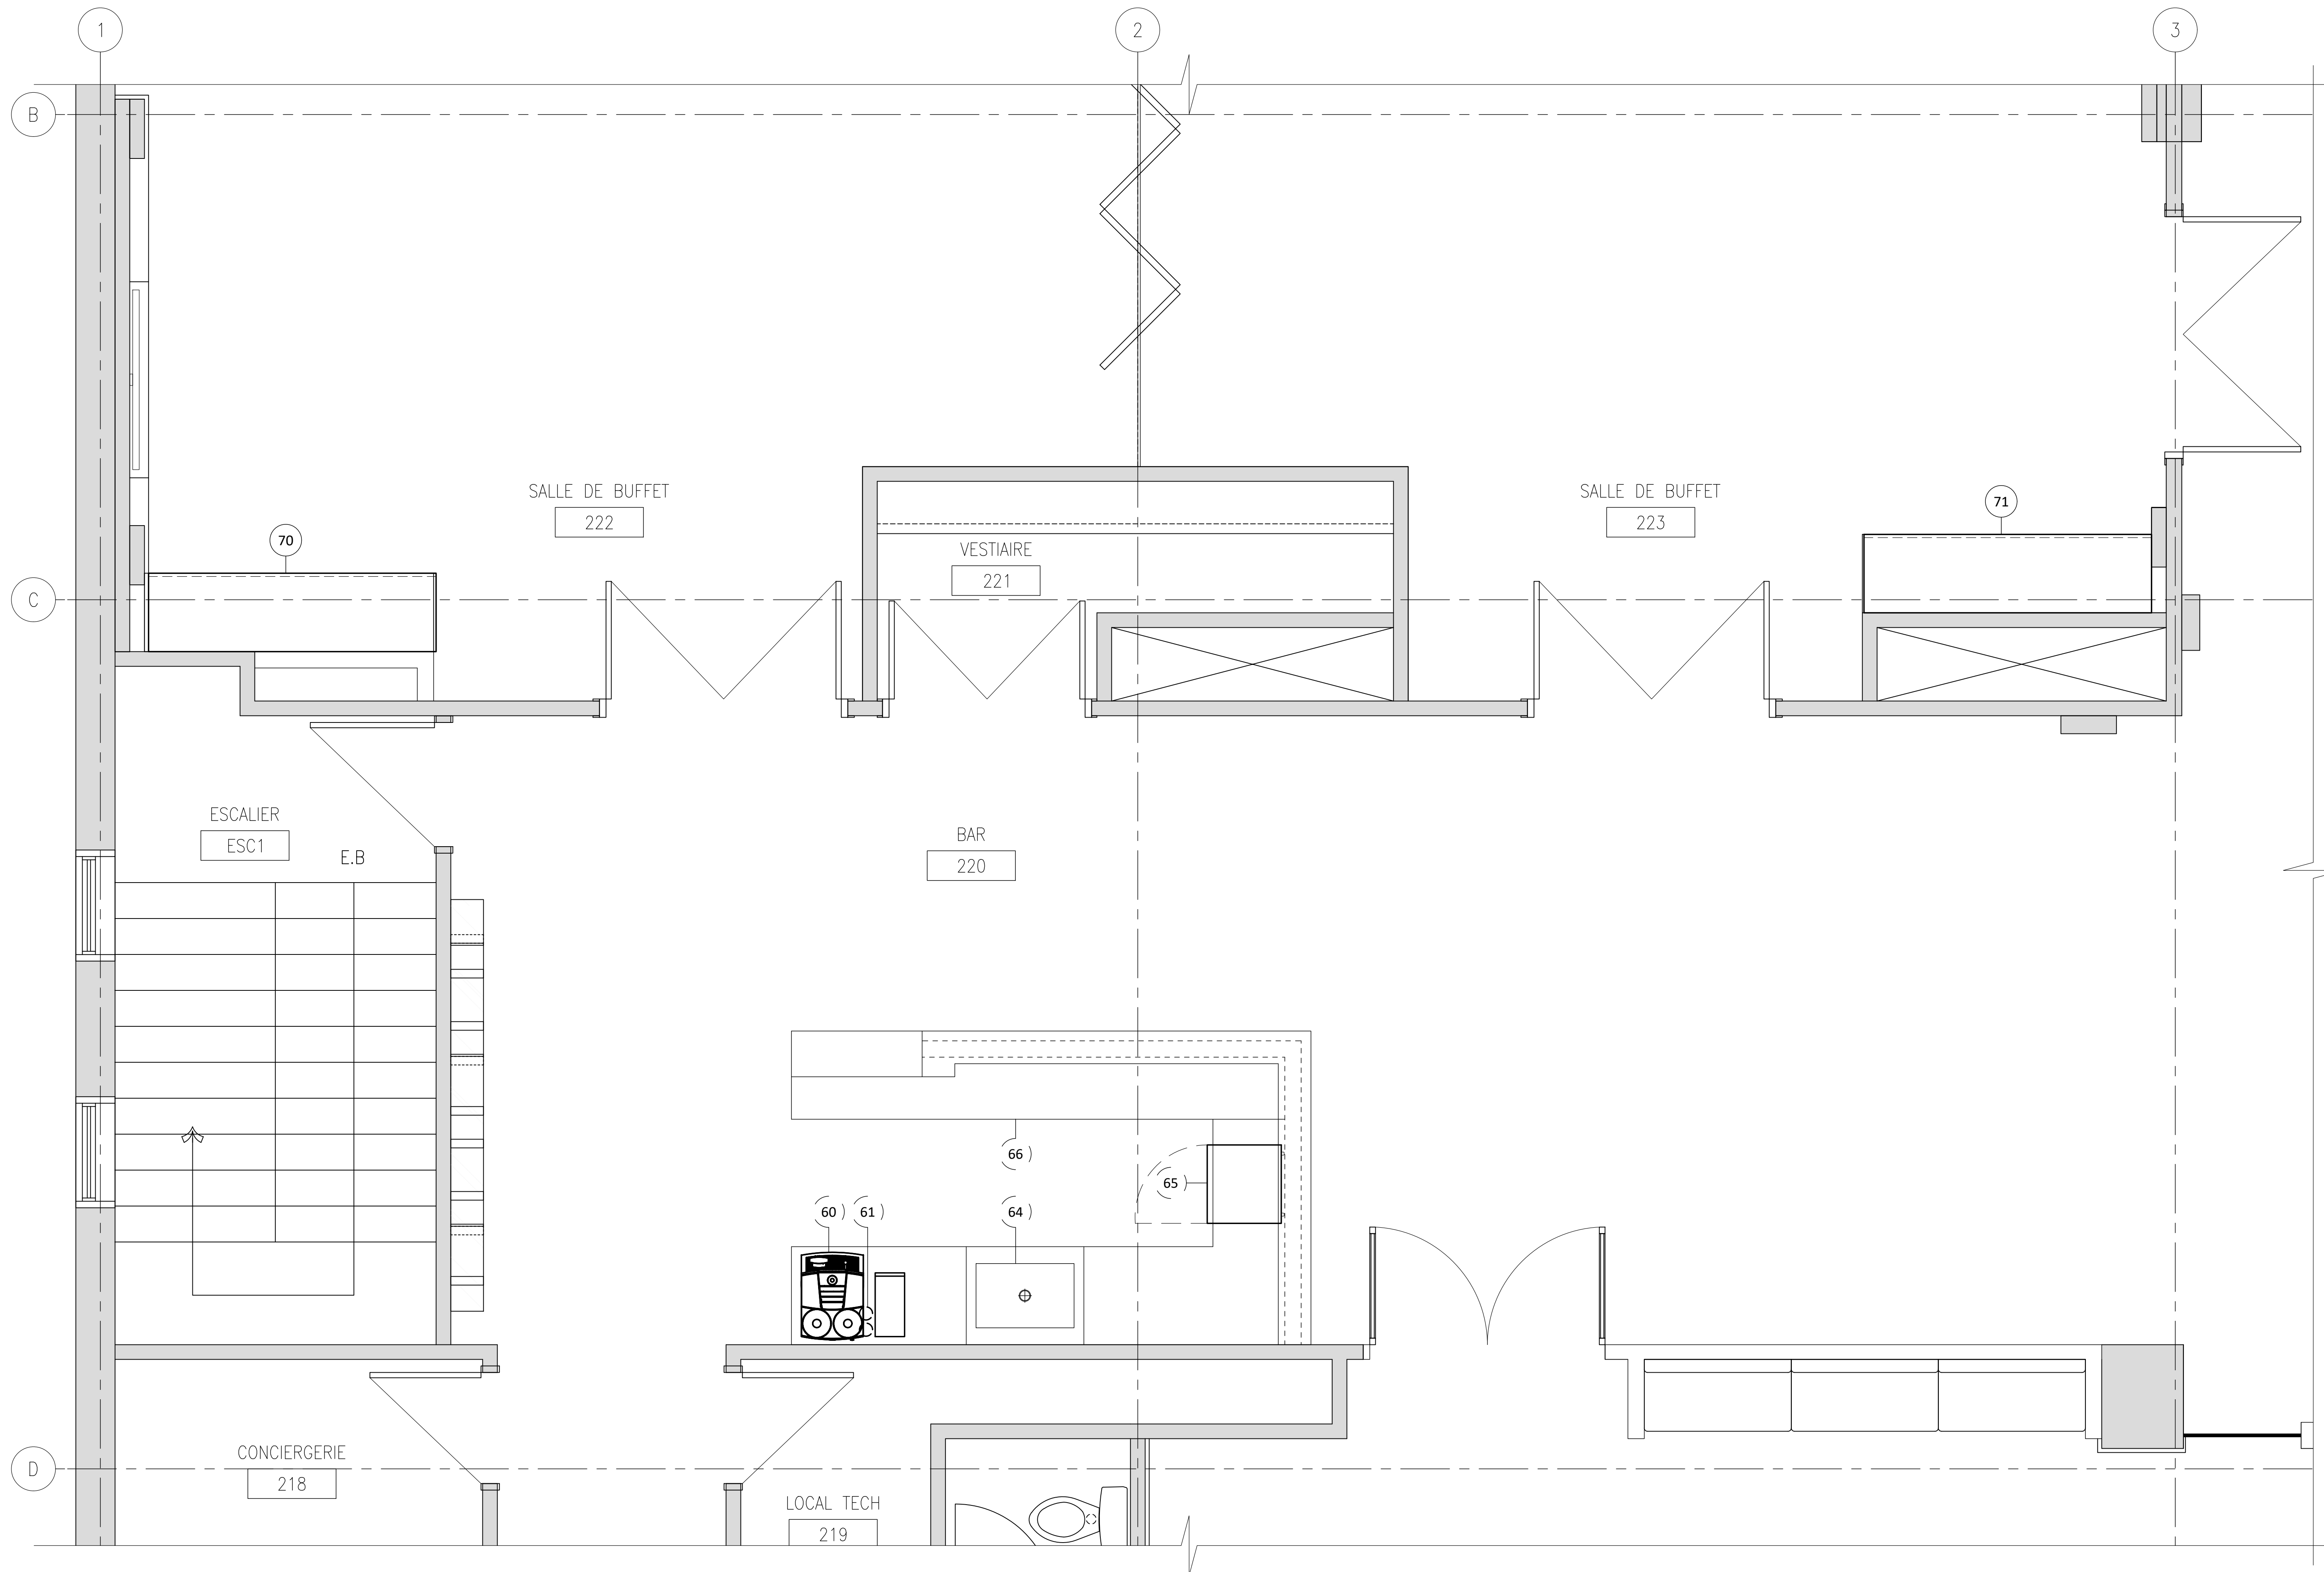 1
2
3
B
SALLE DE BUFFET
222
SALLE DE BUFFET
223
71
70
VESTIAIRE
221
C
ESCALIER
ESC1
E.B
BAR
220
66
65
60
61
64
CONCIERGERIE
218
D
LOCAL TECH
219